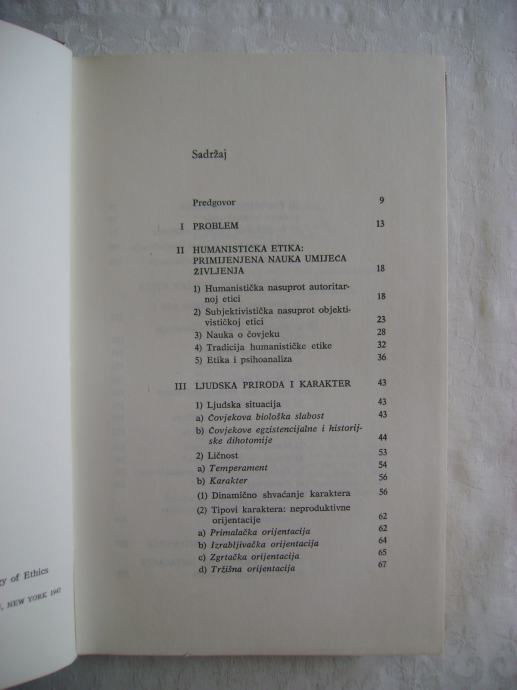 Sadržaj
Predgovor 9
I PROBLEM 13
II HUMANISTIČKA ETIKA:
PRIMIJENJENA NAUKA UMIJEĆA
ŽIVLJENJA 18
1) Humanistička nasuprot autoritar-
noj etici 18
2) Subjektivistička nasuprot objekti-
vističkoj etici 23
3) Nauka o čovjeku 28
4) Tradicija humanističke etike 32
5) Etika i psihoanaliza 36
III LJUDSKA PRIRODA I KARAKTER 43
1) Ljudska situacija 43
a) Čovjekova biološka slabost 43
b) Čovjekove egzistencijalne i historij-
ske dihotomije 44
2) Ličnost 53
a) Temperament 54
b) Karakter 56
(1) Dinamično shvaćanje karaktera 56
(2) Tipovi karaktera: neproduktivne
orijentacije 62
a) Primalačka orijentacija 62
b) Izrabljivačka orijentacija 64
c) Zgrtačka orijentacija 65
d) Tržišna orijentacija 67
of Ethics
NEW YORK 1947